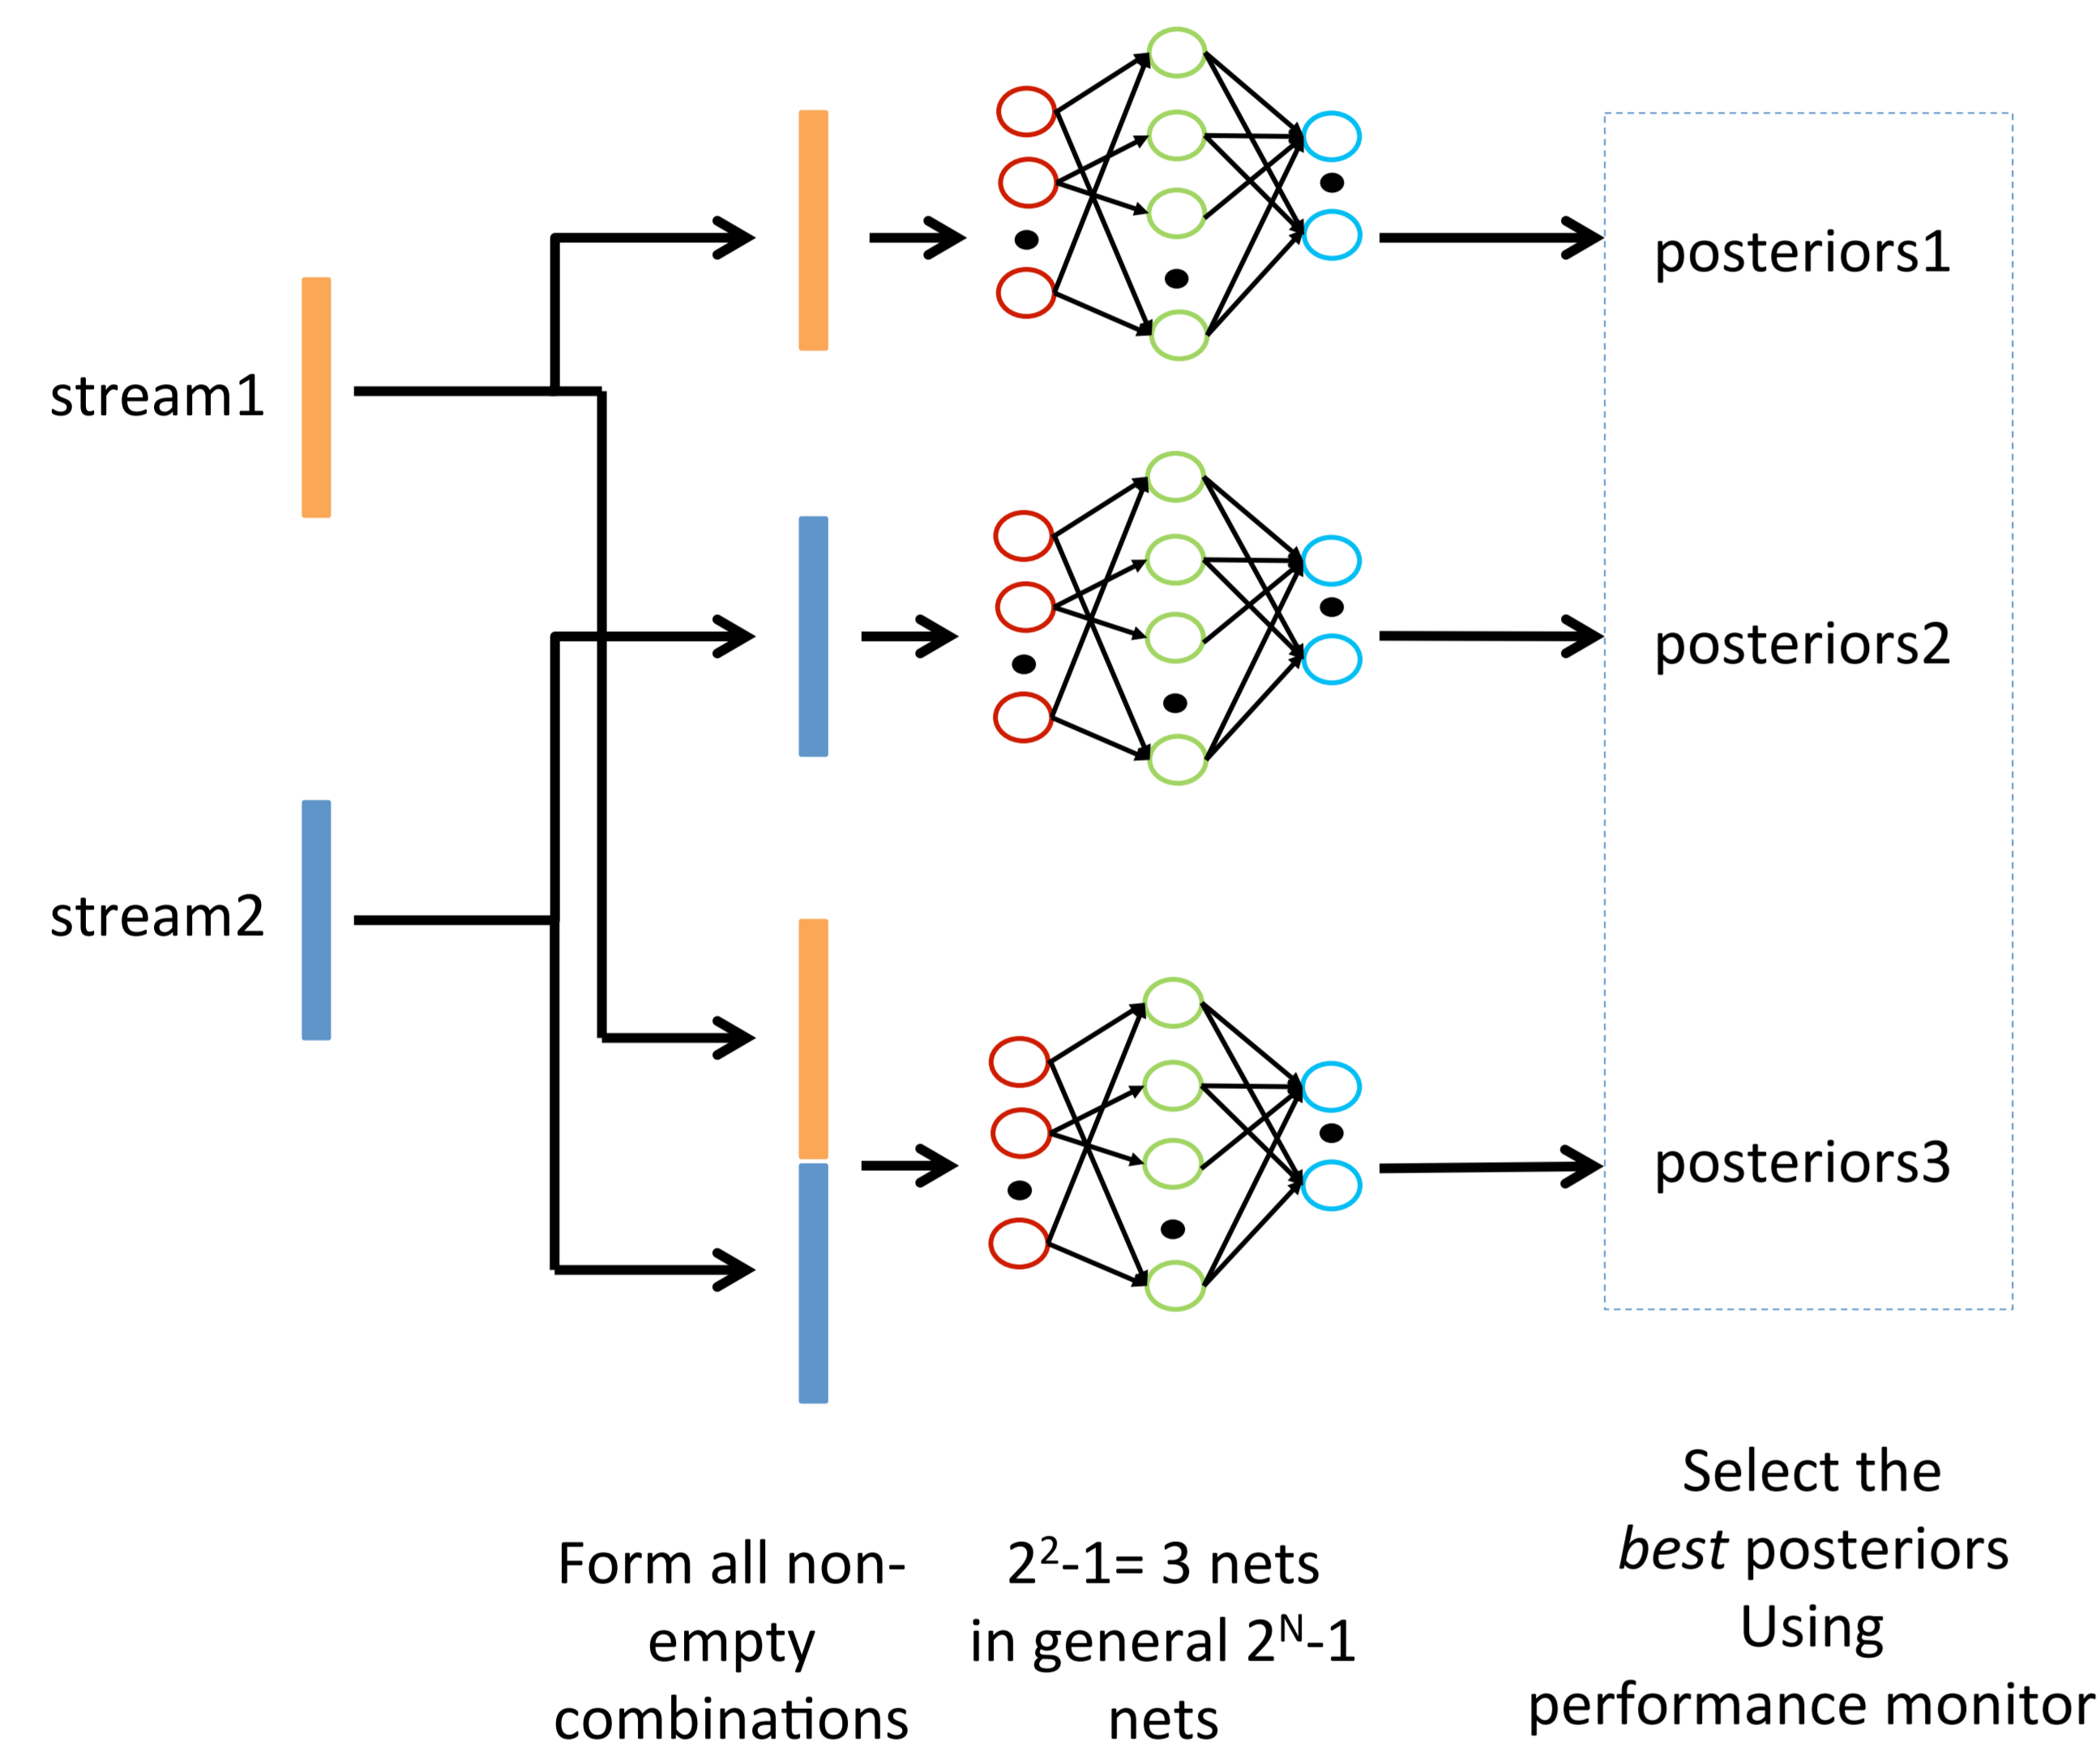 stream1
stream2
posteriors1
posteriors2
posteriors3
Form all non-
empty
combinations
2²-1= 3 nets
in general 2ᴺ-1
nets
Select the
best posteriors
Using
performance monitor